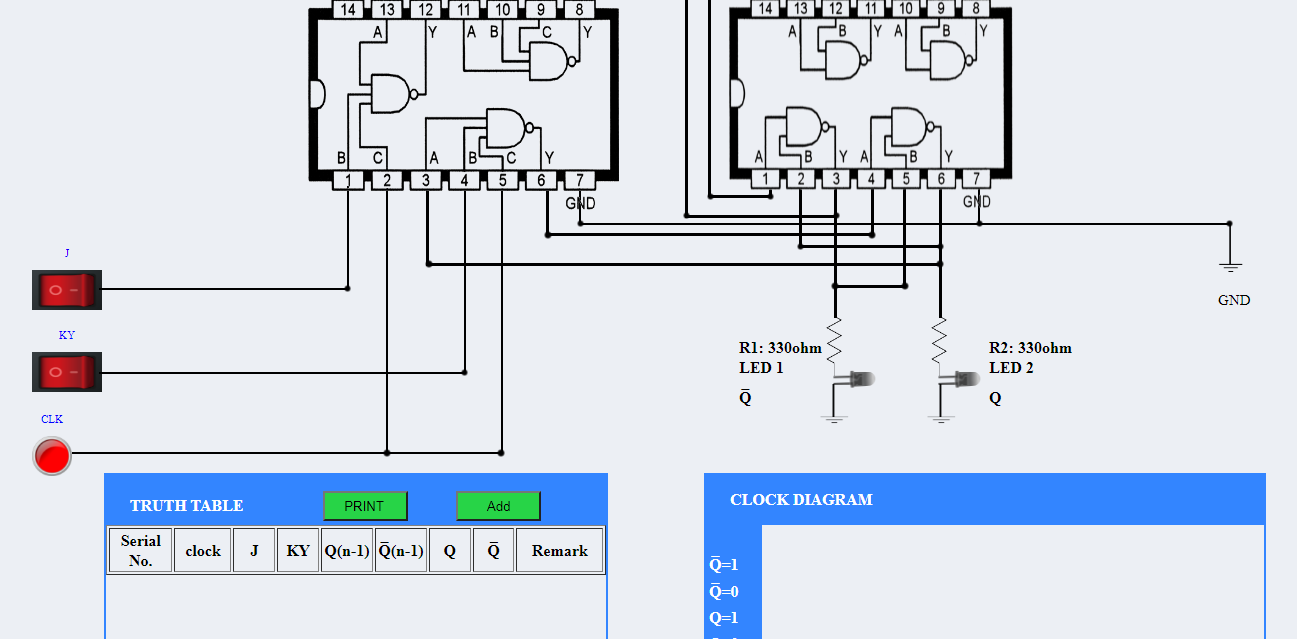 14 13 12 11 10 9 8
A Y A B C Y
B C A B C Y
1 2 3 4 5 6 7
GND
14 13 12 11 10 9 8
A B Y A B Y
A B Y A B Y
1 2 3 4 5 6 7
GND
J
KY
CLK
GND
R1: 330ohm
LED 1
Q̅
R2: 330ohm
LED 2
Q
TRUTH TABLE PRINT Add
Serial No. clock J KY Q(n-1) Q̅(n-1) Q Q̅ Remark
CLOCK DIAGRAM
Q̅=1
Q̅=0
Q=1